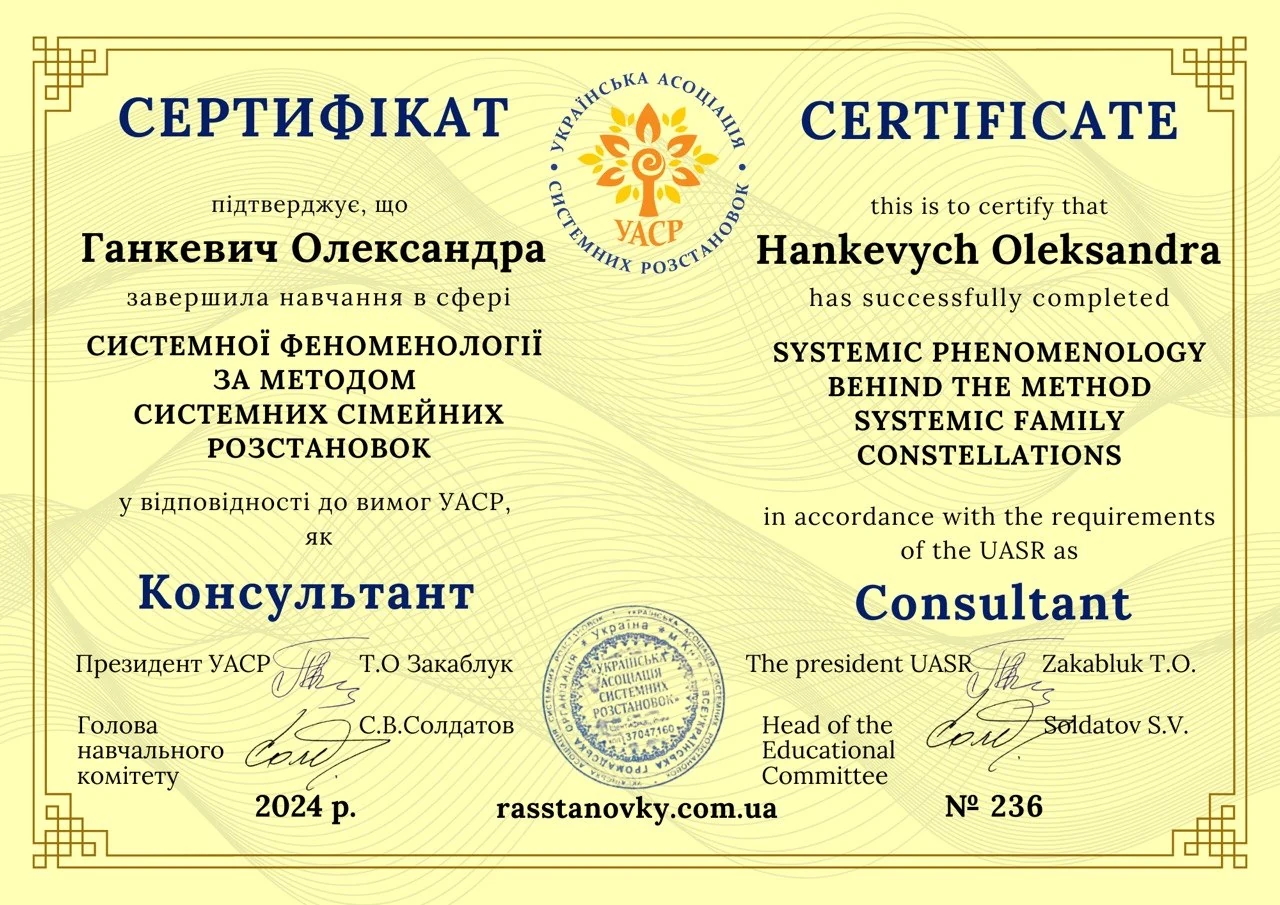 СЕРТИФІКАТ
підтверджує, що
Ганкевич Олександра
завершила навчання в сфері
СИСТЕМНОЇ ФЕНОМЕНОЛОГІЇ
ЗА МЕТОДОМ
СИСТЕМНИХ СІМЕЙНИХ
РОЗСТАНОВОК
у відповідності до вимог УАСР,
як
Консультант
Президент УАСР Т.О Закаблук
Голова С.В.Солдатов
навчального
комітету
2024 р.
• УКРАЇНСЬКА АСОЦІАЦІЯ •
СИСТЕМНИХ РОЗСТАНОВОК
УАСР
CERTIFICATE
this is to certify that
Hankevych Oleksandra
has successfully completed
SYSTEMIC PHENOMENOLOGY
BEHIND THE METHOD
SYSTEMIC FAMILY
CONSTELLATIONS
in accordance with the requirements
of the UASR as
Consultant
The president UASR Zakabluk T.O.
Head of the Soldatov S.V.
Educational
Committee
Україна
ВСЕУКРАЇНСЬКА ГРОМАДСЬКА ОРГАНІЗАЦІЯ
«УКРАЇНСЬКА
АСОЦІАЦІЯ
СИСТЕМНИХ
РОЗСТАНОВОК»
37047160
rasstanovky.com.ua
№ 236